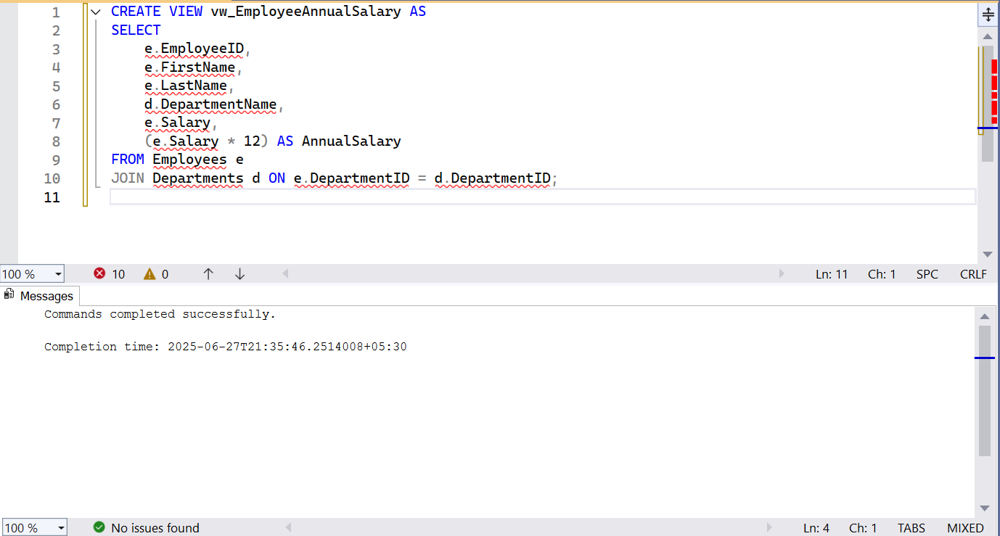 1 CREATE VIEW vw_EmployeeAnnualSalary AS
2 SELECT
3 e.EmployeeID,
4 e.FirstName,
5 e.LastName,
6 d.DepartmentName,
7 e.Salary,
8 (e.Salary * 12) AS AnnualSalary
9 FROM Employees e
10 JOIN Departments d ON e.DepartmentID = d.DepartmentID;
11
100 % 10 0 Ln: 11 Ch: 1 SPC CRLF
Messages
Commands completed successfully.
Completion time: 2025-06-27T21:35:46.2514008+05:30
100 % No issues found Ln: 4 Ch: 1 TABS MIXED